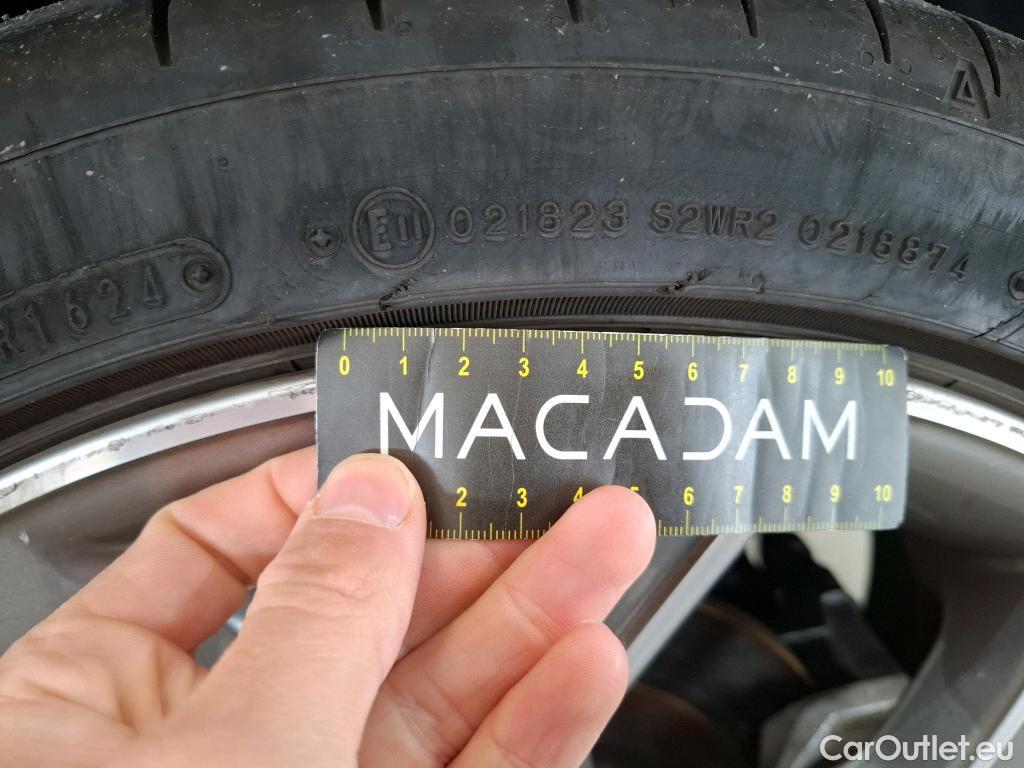 E11 021823 S2WR2 0218874
R1624
0 1 2 3 4 5 6 7 8 9 10
MACADAM
2 3 4 5 6 7 8 9 10
CarOutlet.eu